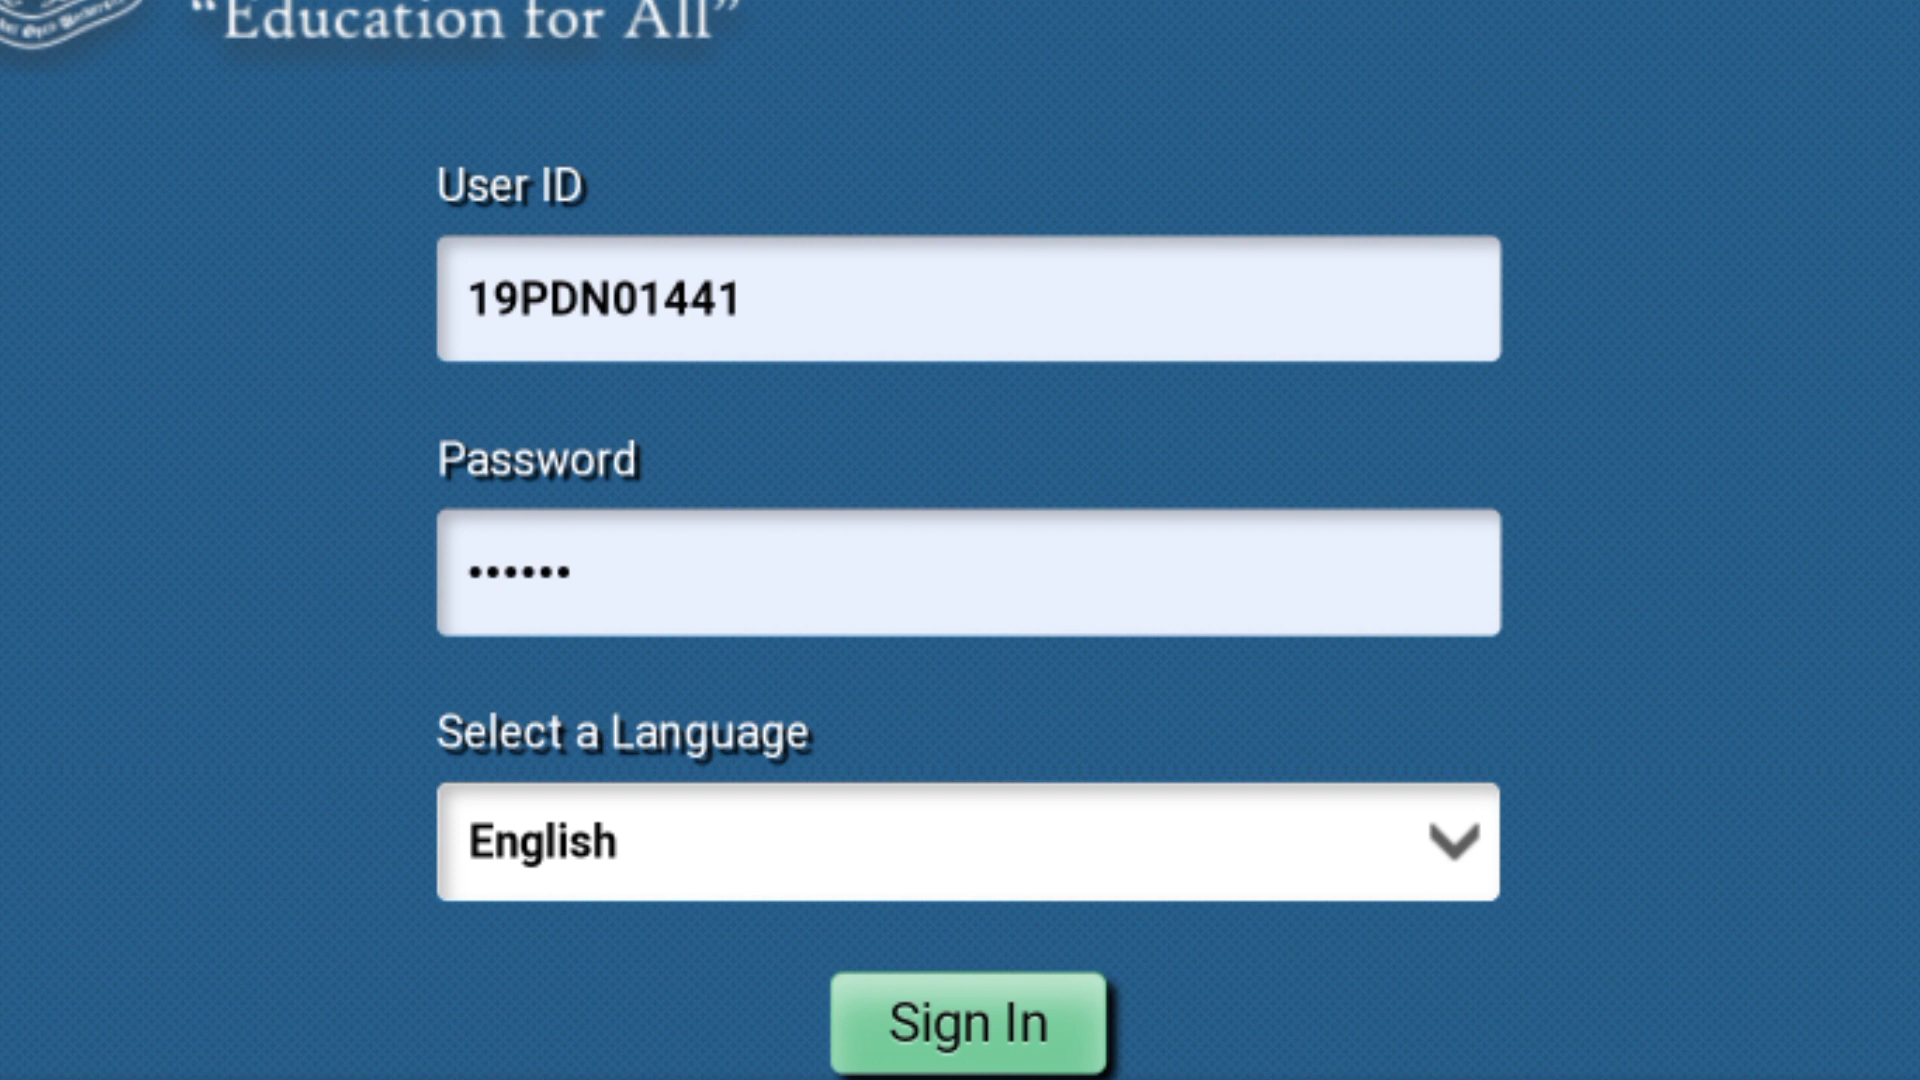 “Education for All”
User ID
19PDN01441
Password
••••••
Select a Language
English
Sign In